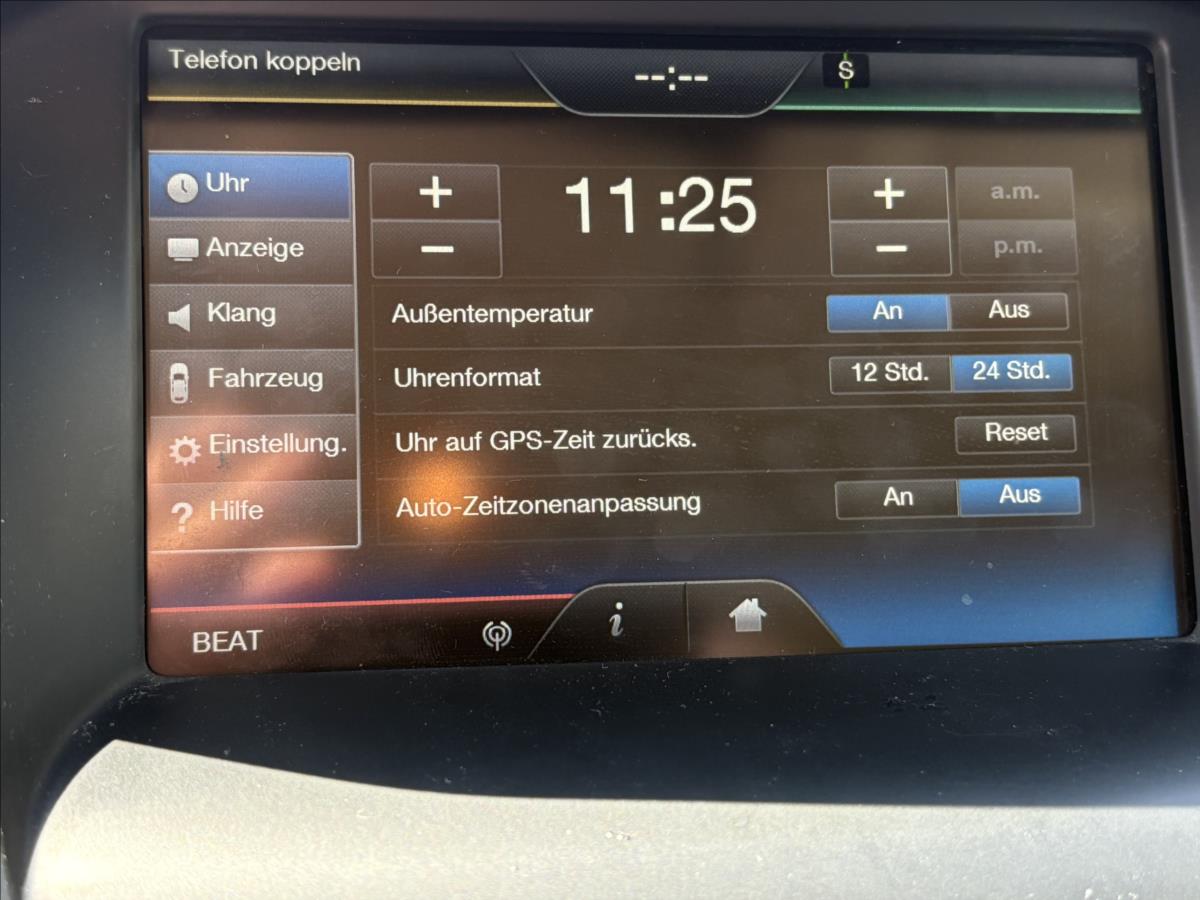 Telefon koppeln
--:--
S
Uhr
+ 11:25 + a.m.
− − p.m.
Anzeige
Klang
Außentemperatur An Aus
Fahrzeug
Uhrenformat 12 Std. 24 Std.
Einstellung.
Uhr auf GPS-Zeit zurücks. Reset
? Hilfe
Auto-Zeitzonenanpassung An Aus
BEAT
i